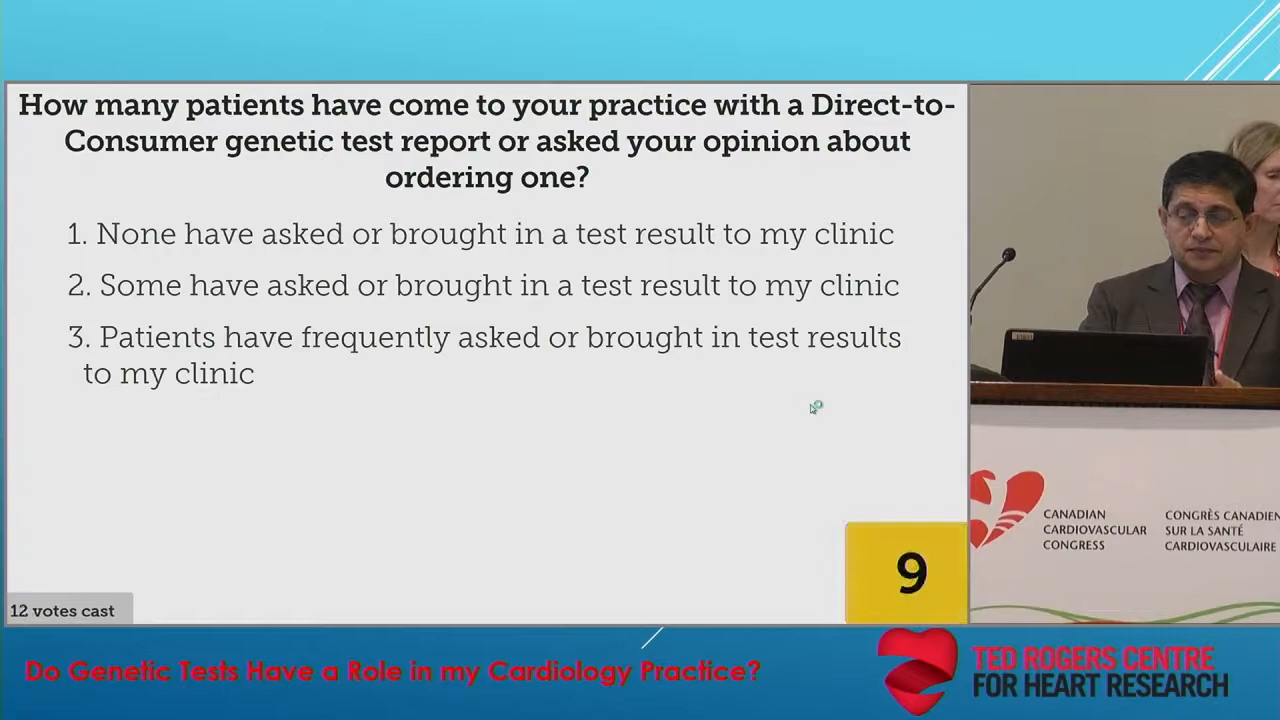 How many patients have come to your practice with a Direct-to-
Consumer genetic test report or asked your opinion about
ordering one?
1. None have asked or brought in a test result to my clinic
2. Some have asked or brought in a test result to my clinic
3. Patients have frequently asked or brought in test results
to my clinic
9
12 votes cast
CANADIAN
CARDIOVASCULAR
CONGRESS
CONGRÈS CANADIEN
SUR LA SANTÉ
CARDIOVASCULAIRE
Do Genetic Tests Have a Role in my Cardiology Practice?
TED ROGERS CENTRE
FOR HEART RESEARCH